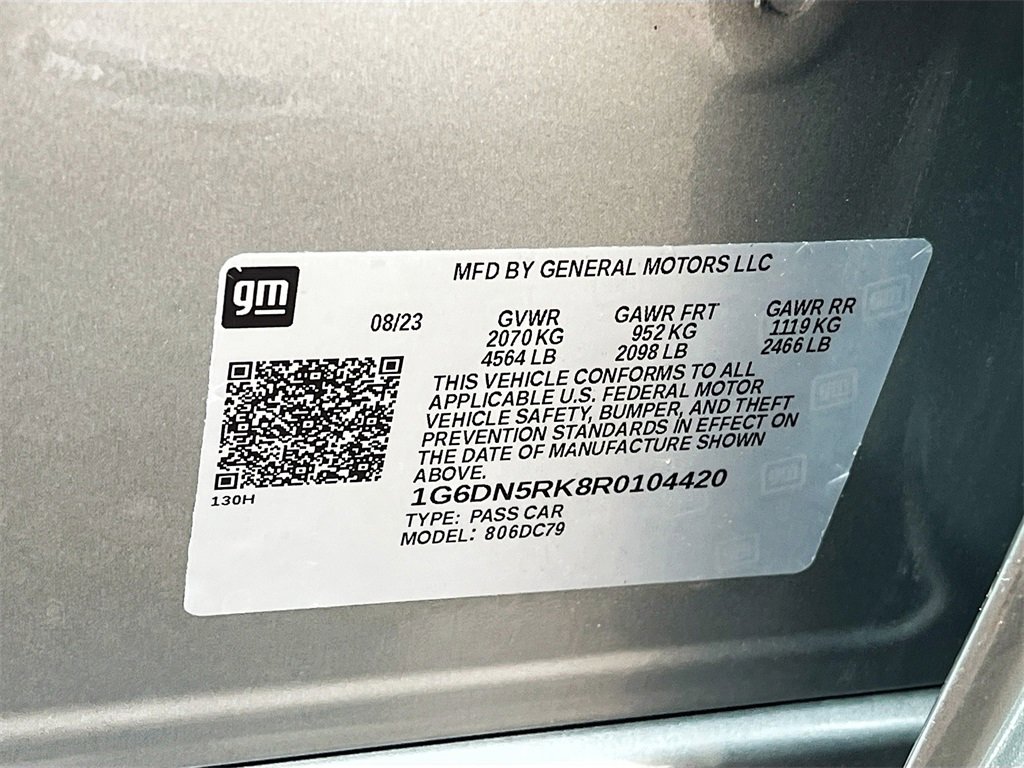 gm
MFD BY GENERAL MOTORS LLC
08/23
GVWR
2070 KG
4564 LB
GAWR FRT
952 KG
2098 LB
GAWR RR
1119 KG
2466 LB
THIS VEHICLE CONFORMS TO ALL
APPLICABLE U.S. FEDERAL MOTOR
VEHICLE SAFETY, BUMPER, AND THEFT
PREVENTION STANDARDS IN EFFECT ON
THE DATE OF MANUFACTURE SHOWN
ABOVE.
1G6DN5RK8R0104420
TYPE: PASS CAR
MODEL: 806DC79
130H